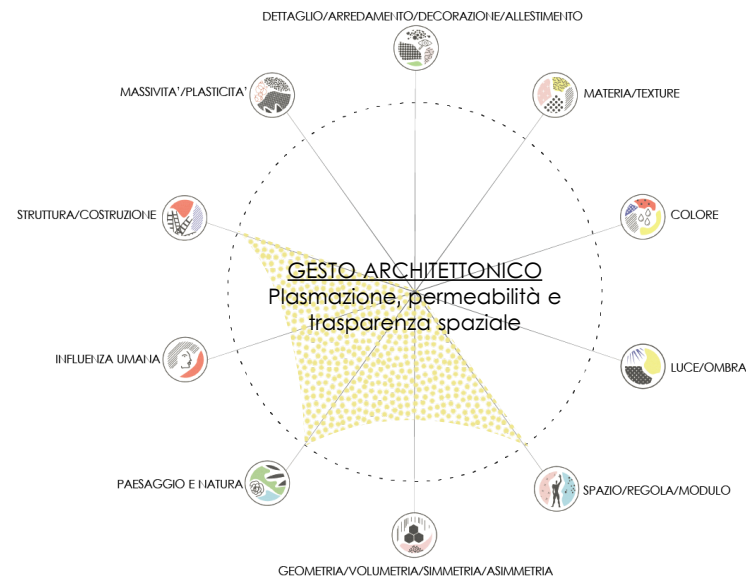 DETTAGLIO/ARREDAMENTO/DECORAZIONE/ALLESTIMENTO
MASSIVITA'/PLASTICITA'
MATERIA/TEXTURE
STRUTTURA/COSTRUZIONE
COLORE
GESTO ARCHITETTONICO
Plasmazione, permeabilità e
trasparenza spaziale
INFLUENZA UMANA
LUCE/OMBRA
PAESAGGIO E NATURA
SPAZIO/REGOLA/MODULO
GEOMETRIA/VOLUMETRIA/SIMMETRIA/ASIMMETRIA